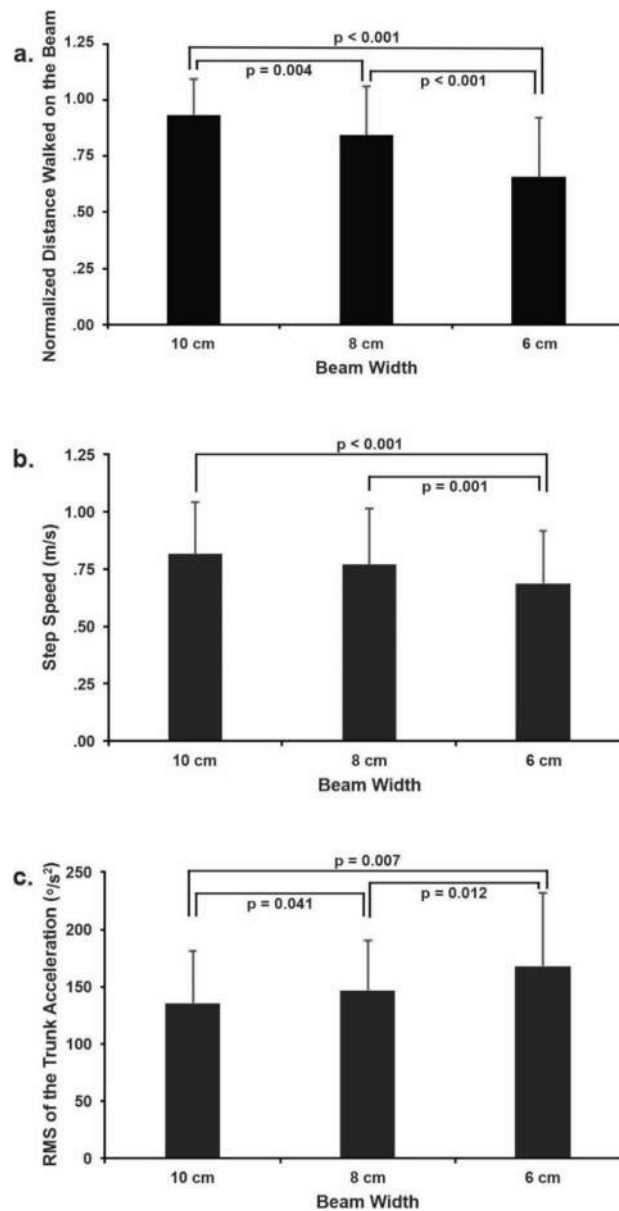 a.
Normalized Distance Walked on the Beam
1.25
1.00
.75
.50
.25
.00
p < 0.001
p = 0.004
p < 0.001
10 cm
8 cm
6 cm
Beam Width
b.
Step Speed (m/s)
1.25
1.00
.75
.50
.25
.00
p < 0.001
p = 0.001
10 cm
8 cm
6 cm
Beam Width
c.
RMS of the Trunk Acceleration (º/s²)
250
200
150
100
50
0
p = 0.007
p = 0.041
p = 0.012
10 cm
8 cm
6 cm
Beam Width